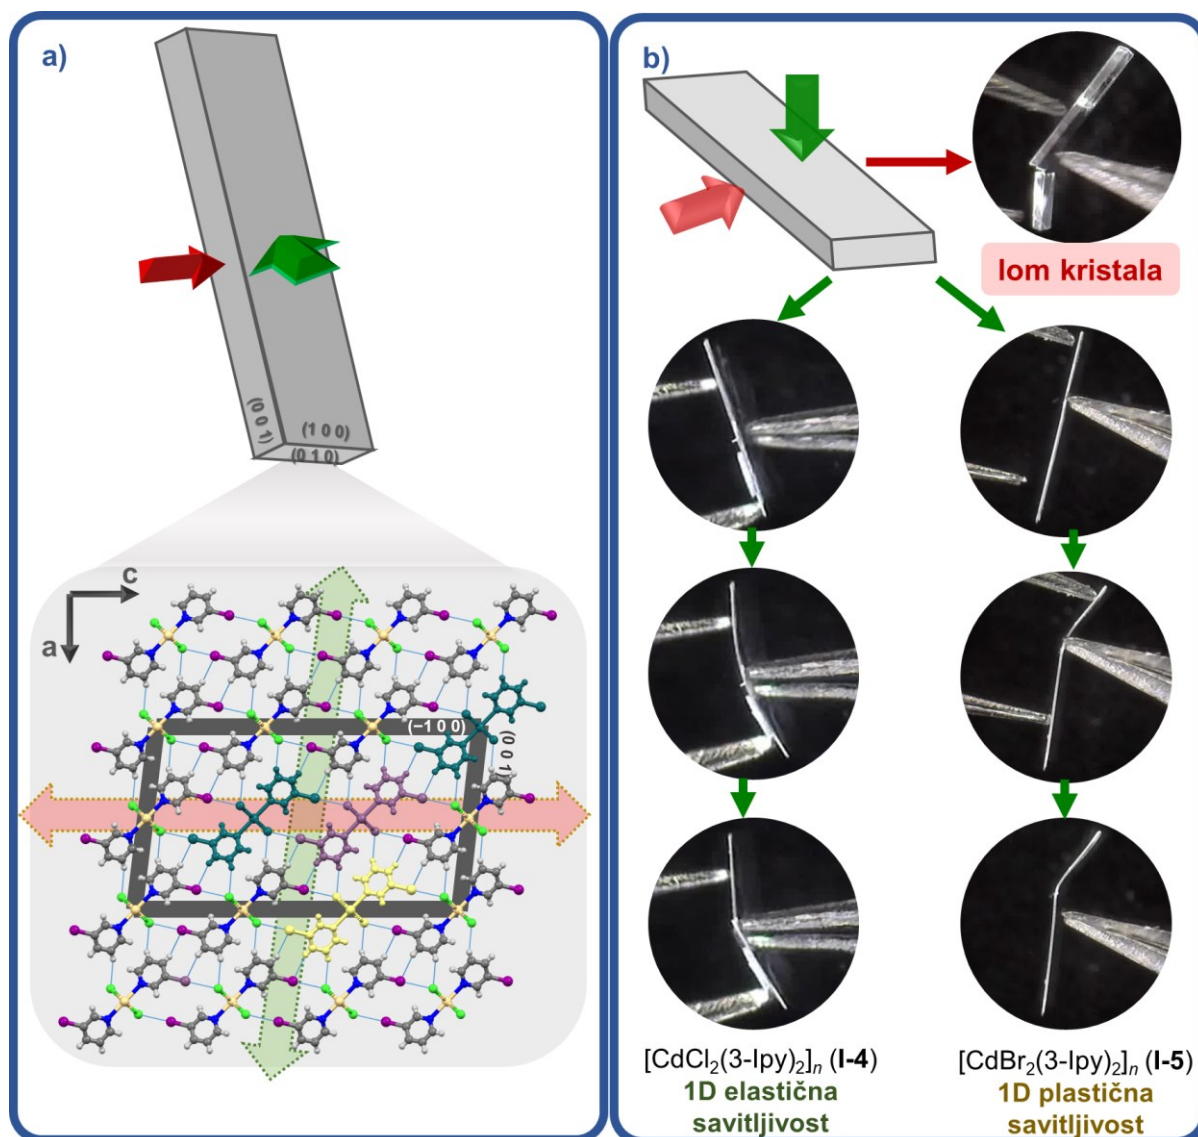 a)
(0 0 1)
(1 0 0)
(0 1 0)
c
a
(−1 0 0)
(0 0 1)
b)
lom kristala
[CdCl₂(3-Ipy)₂]ₙ (I-4)
1D elastična
savitljivost
[CdBr₂(3-Ipy)₂]ₙ (I-5)
1D plastična
savitljivost